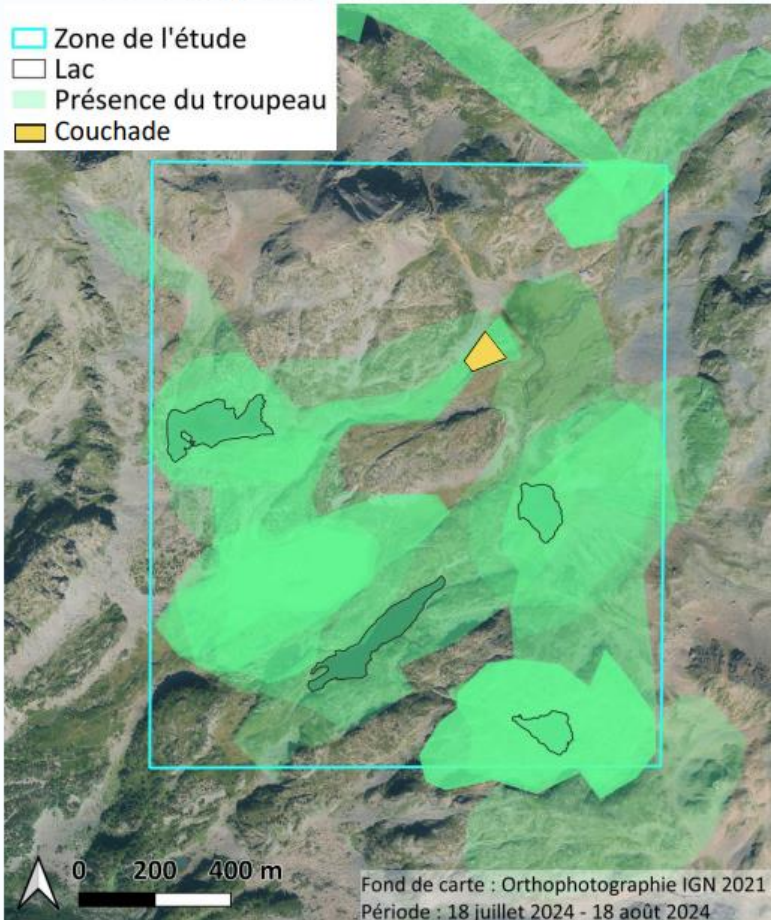 Zone de l'étude
Lac
Présence du troupeau
Couchade
0 200 400 m
Fond de carte : Orthophotographie IGN 2021
Période : 18 juillet 2024 - 18 août 2024